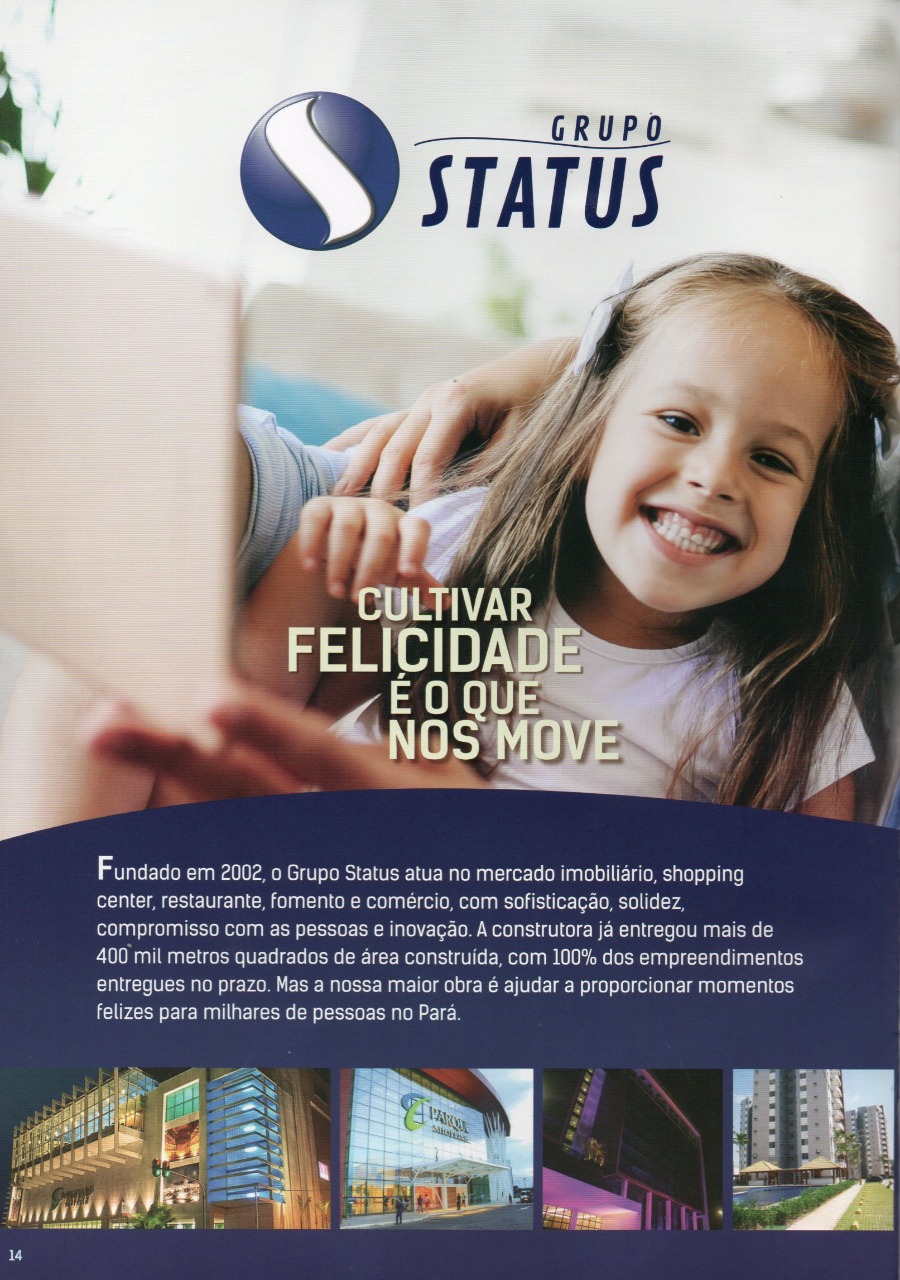 GRUPO
STATUS
CULTIVAR
FELICIDADE
É O QUE
NOS MOVE
Fundado em 2002, o Grupo Status atua no mercado imobiliário, shopping
center, restaurante, fomento e comércio, com sofisticação, solidez,
compromisso com as pessoas e inovação. A construtora já entregou mais de
400 mil metros quadrados de área construída, com 100% dos empreendimentos
entregues no prazo. Mas a nossa maior obra é ajudar a proporcionar momentos
felizes para milhares de pessoas no Pará.
PARQUE
SHOPPING
14